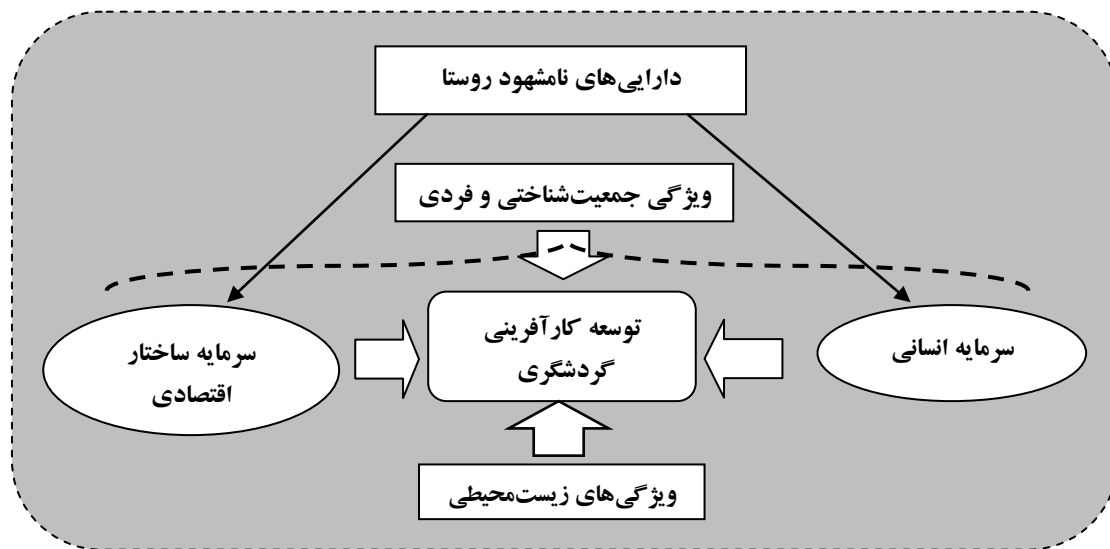 دارایی‌های نامشهود روستا
ویژگی جمعیت‌شناختی و فردی
توسعه کارآفرینی
گردشگری
سرمایه انسانی
سرمایه ساختار
اقتصادی
ویژگی‌های زیست‌محیطی